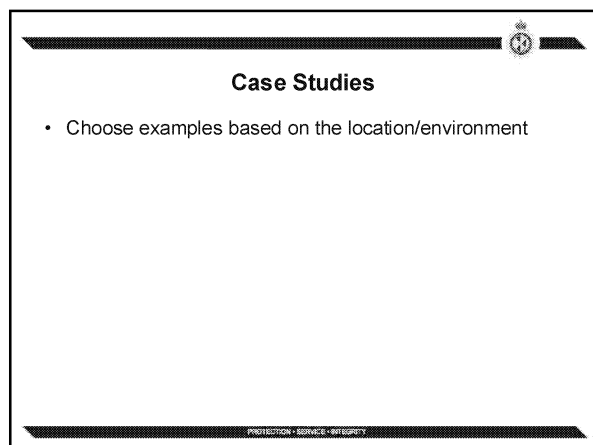 Case Studies
• Choose examples based on the location/environment
PROTECTION • SERVICE • INTEGRITY